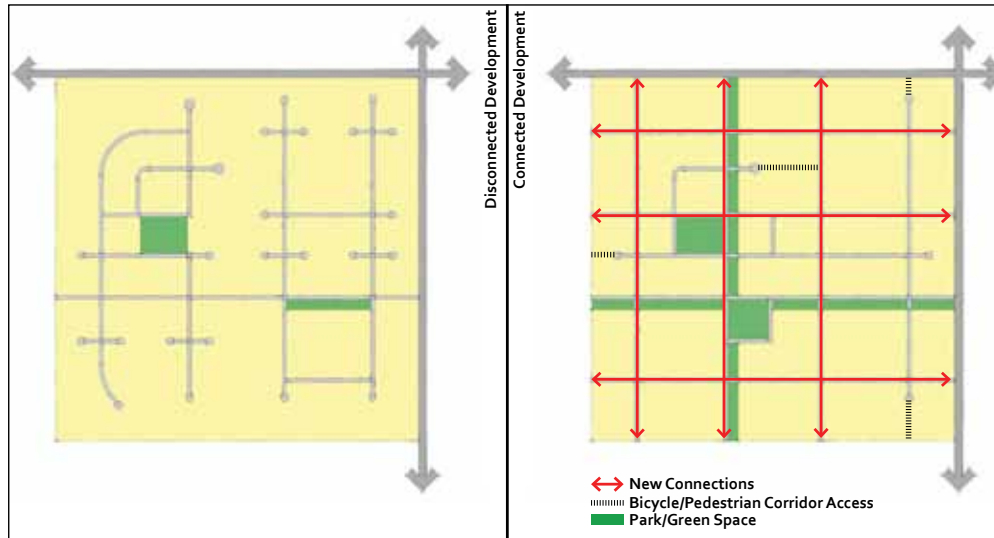 Disconnected Development
Connected Development
New Connections
Bicycle/Pedestrian Corridor Access
Park/Green Space